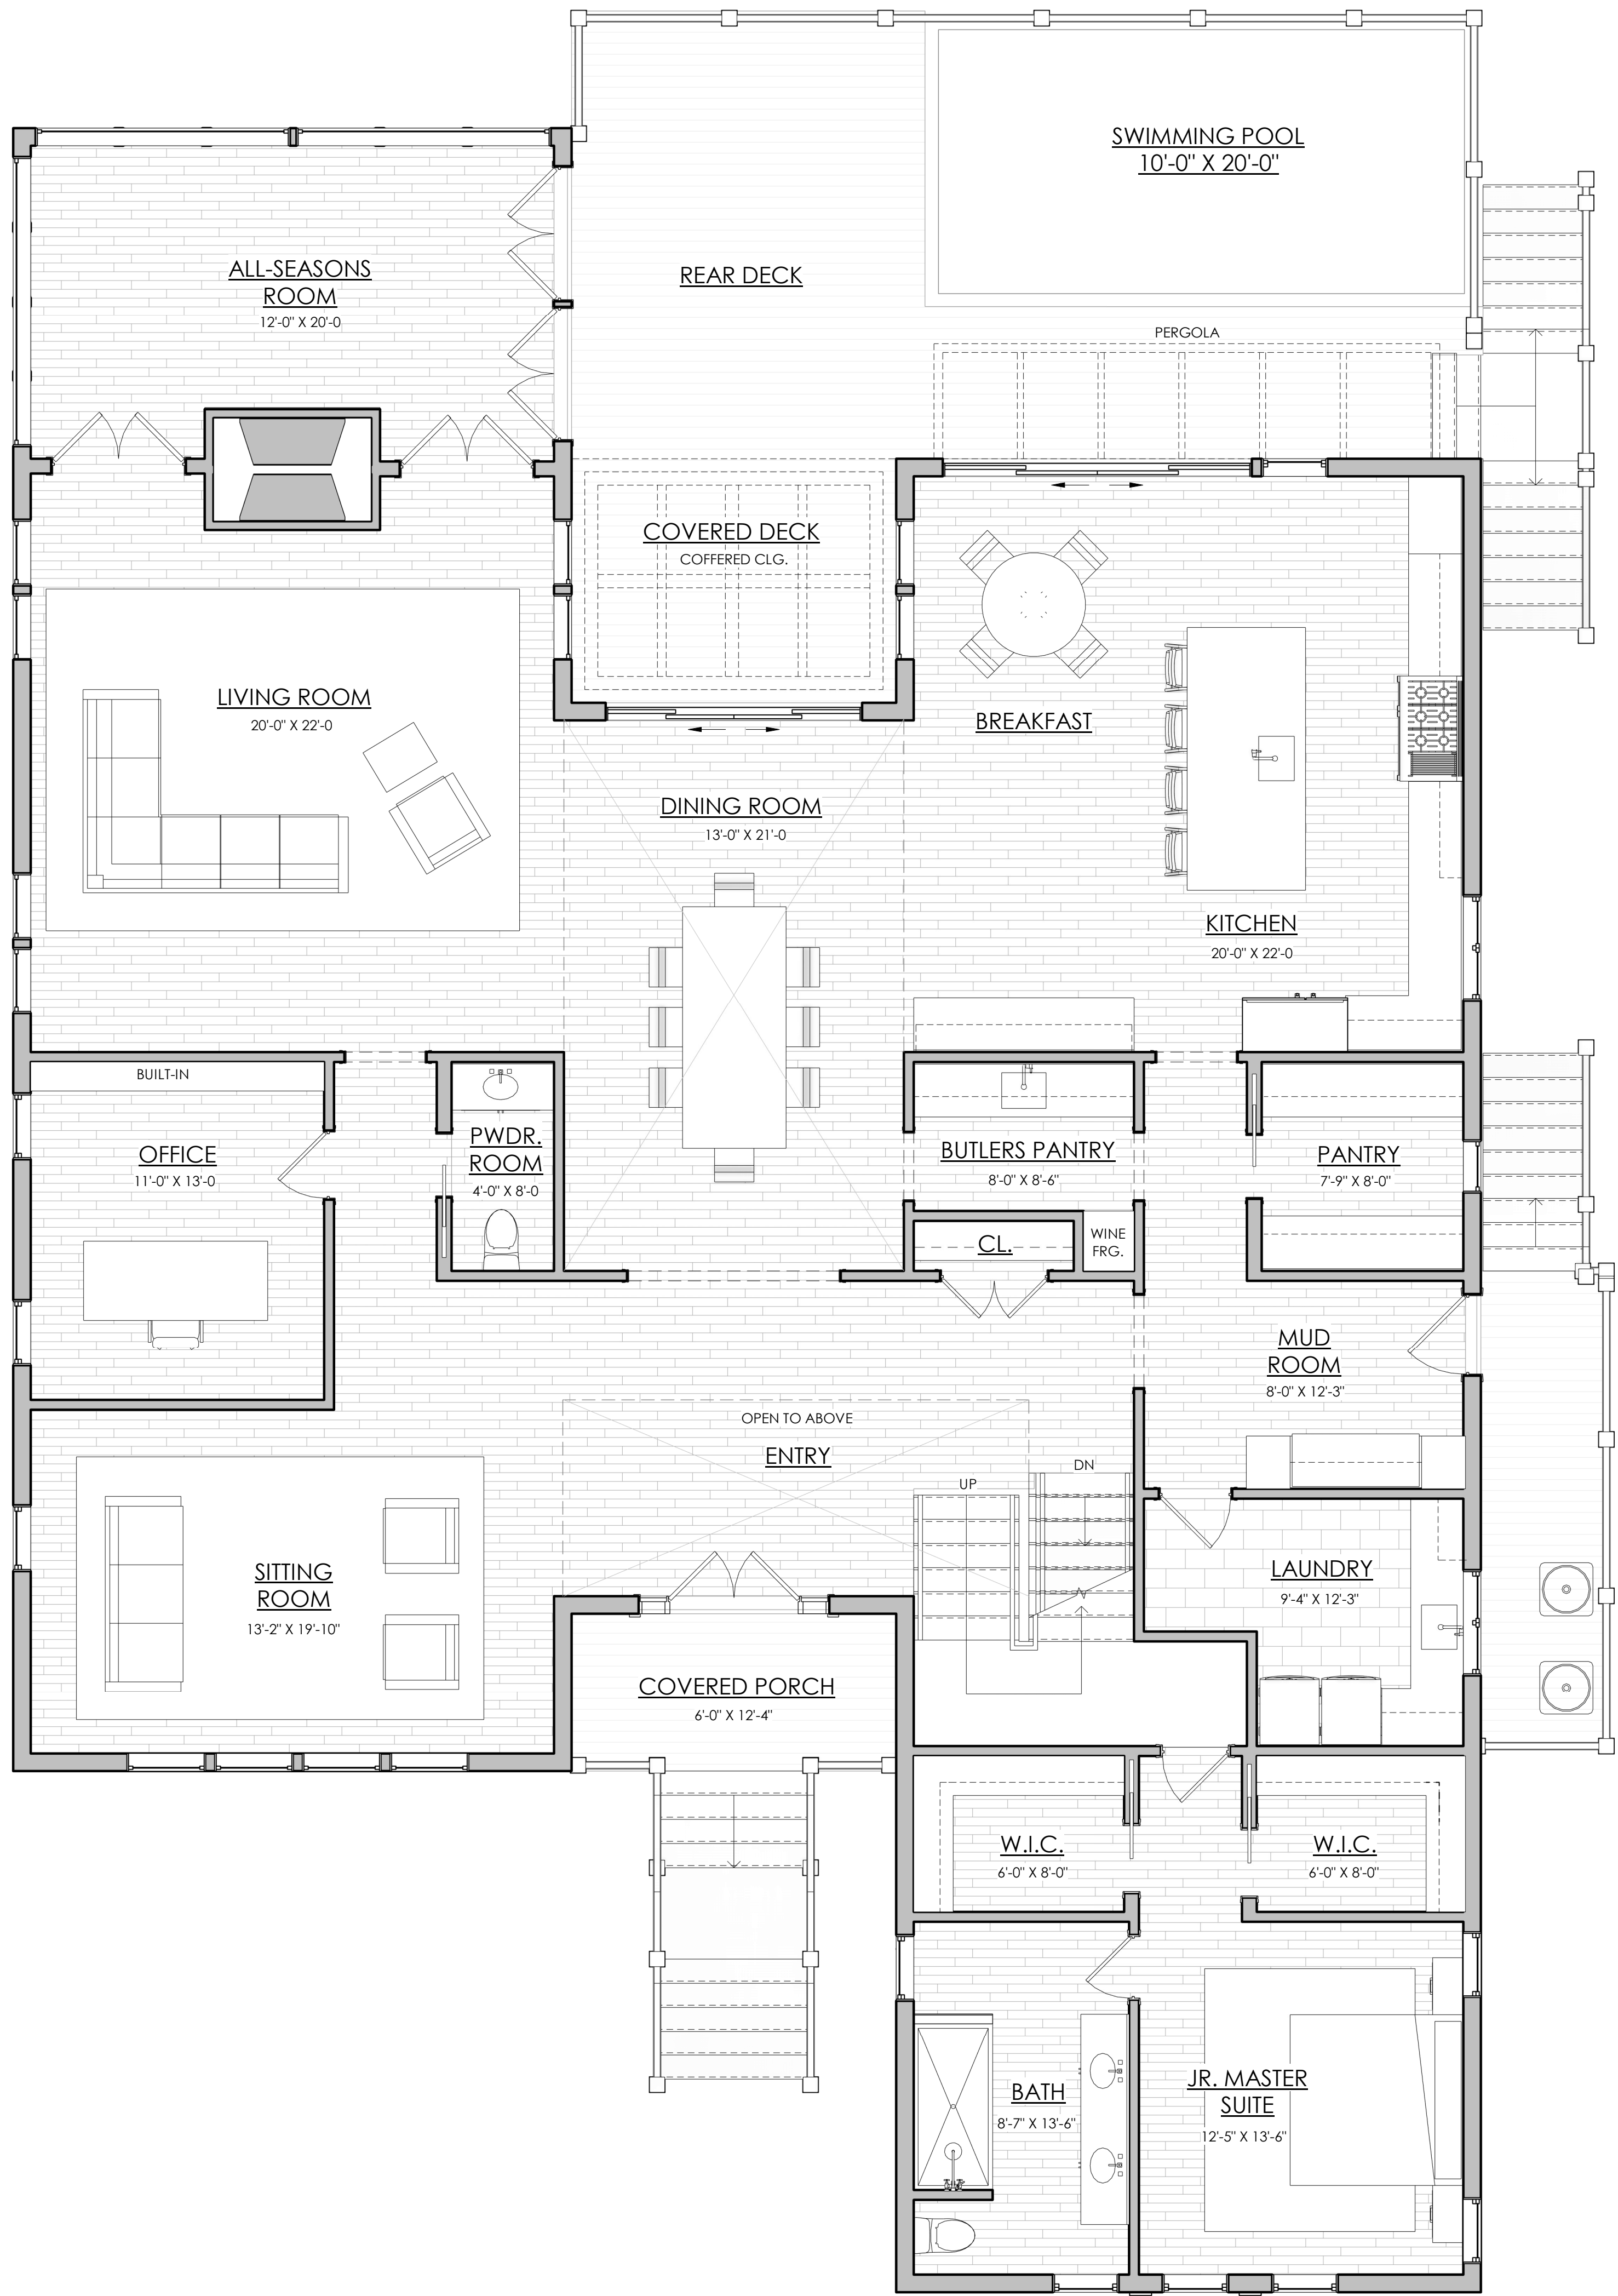 SWIMMING POOL
10'-0" X 20'-0"
ALL-SEASONS
ROOM
12'-0" X 20'-0
REAR DECK
PERGOLA
COVERED DECK
COFFERED CLG.
LIVING ROOM
20'-0" X 22'-0
BREAKFAST
DINING ROOM
13'-0" X 21'-0
KITCHEN
20'-0" X 22'-0
BUILT-IN
OFFICE
11'-0" X 13'-0
PWDR.
ROOM
4'-0" X 8'-0
BUTLERS PANTRY
8'-0" X 8'-6"
PANTRY
7'-9" X 8'-0"
CL.
WINE
FRG.
MUD
ROOM
8'-0" X 12'-3"
OPEN TO ABOVE
ENTRY
UP
DN
SITTING
ROOM
13'-2" X 19'-10"
LAUNDRY
9'-4" X 12'-3"
COVERED PORCH
6'-0" X 12'-4"
W.I.C.
6'-0" X 8'-0"
W.I.C.
6'-0" X 8'-0"
BATH
8'-7" X 13'-6"
JR. MASTER
SUITE
12'-5" X 13'-6"